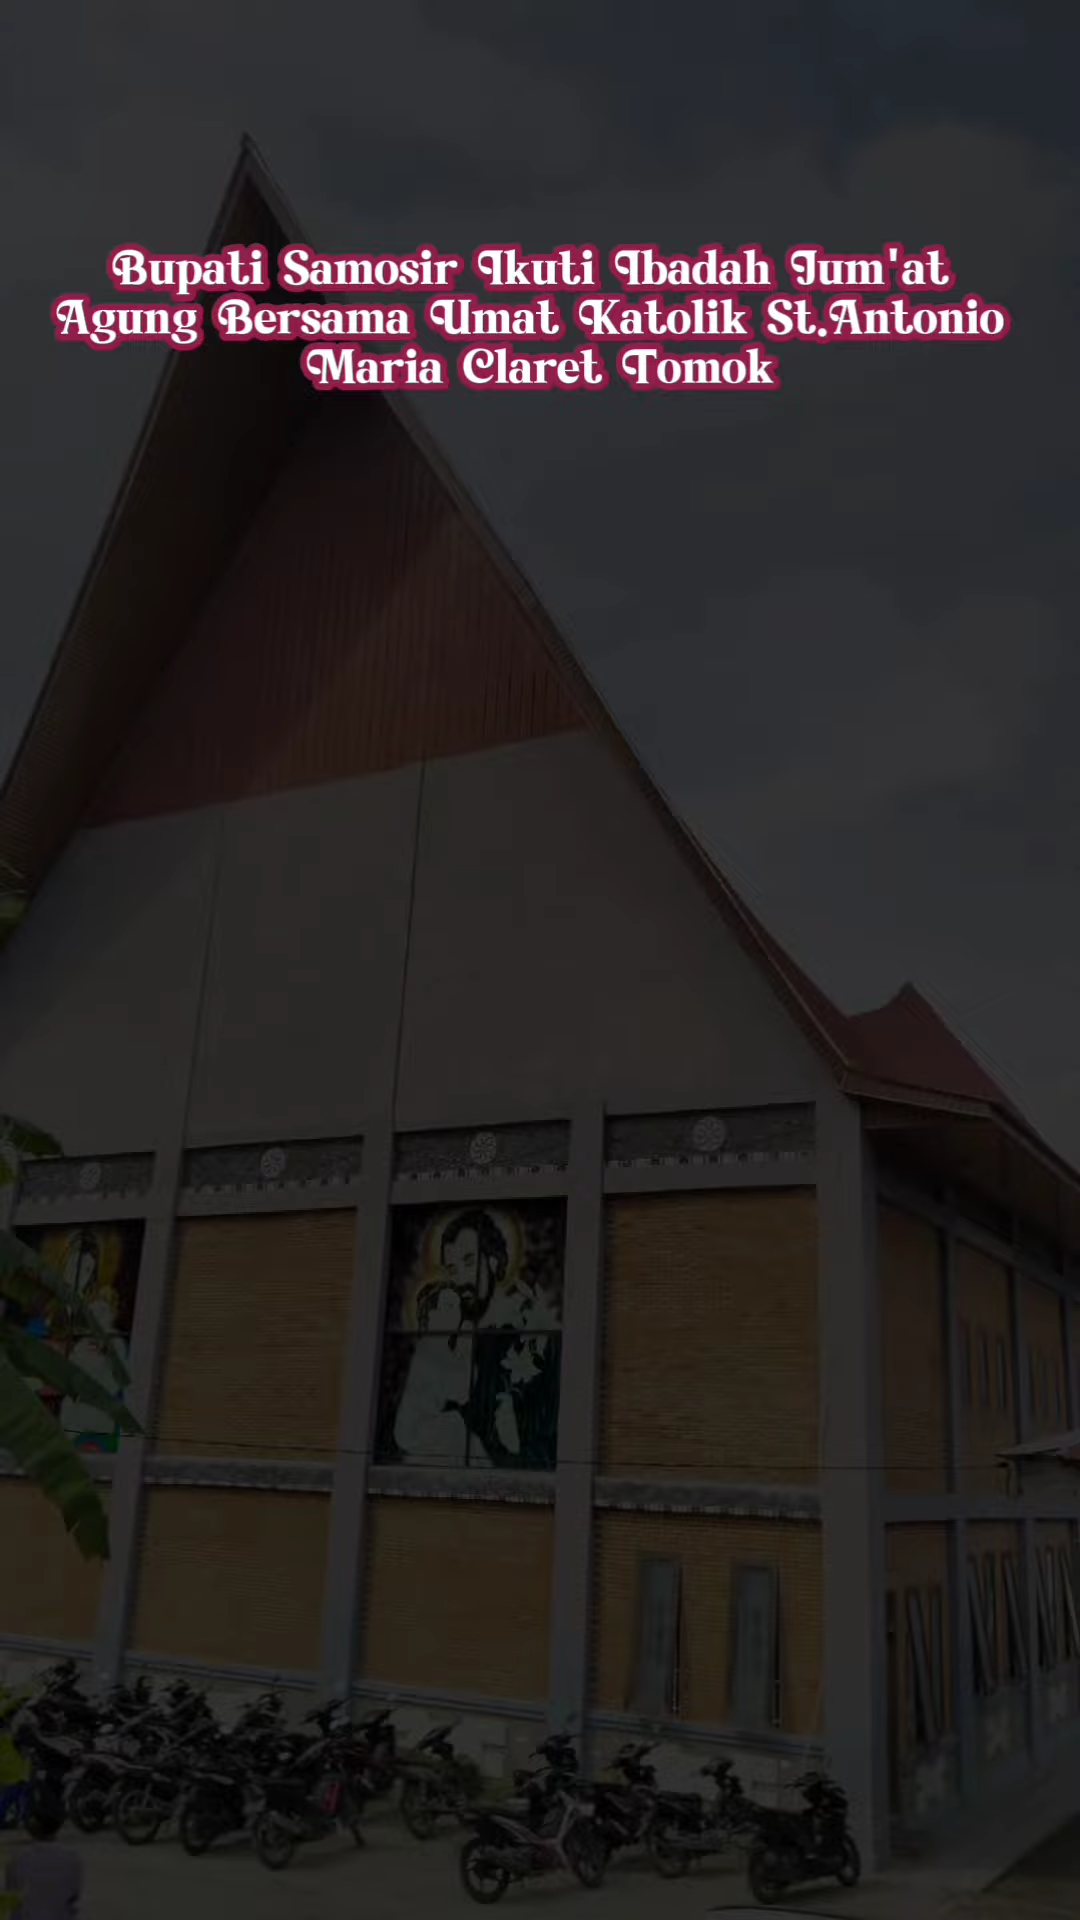 Bupati Samosir Ikuti Ibadah Jum'at
Agung Bersama Umat Katolik St.Antonio
Maria Claret Tomok